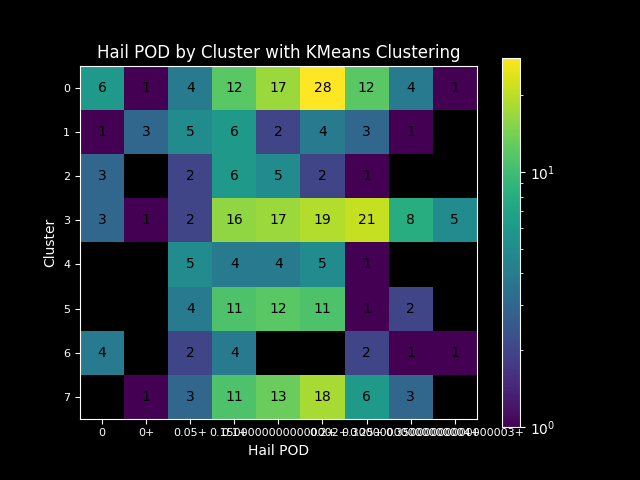 Hail POD by Cluster with KMeans Clustering
0 6 1 4 12 17 28 12 4 1
1 1 3 5 6 2 4 3 1
2 3 2 6 5 2 1
3 3 1 2 16 17 19 21 8 5
4 5 4 4 5 1
5 4 11 12 11 1 2
6 4 2 4 2 1 1
7 1 3 11 13 18 6 3
0 0+ 0.05+
Hail POD
Cluster
10¹
10⁰